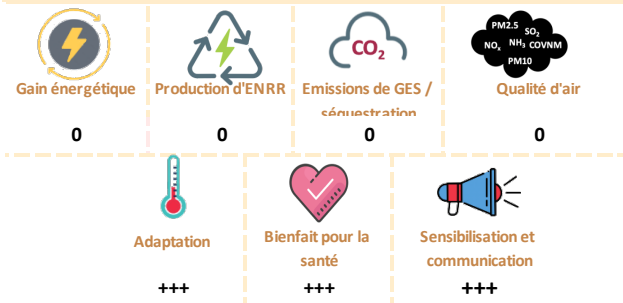 PM2.5
SO₂
NOₓ NH₃ COVNM
PM10
CO₂
Gain énergétique
Production d'ENRR
Emissions de GES /
séquestration
Qualité d'air
0
0
0
0
Adaptation
Bienfait pour la
santé
Sensibilisation et
communication
+++
+++
+++